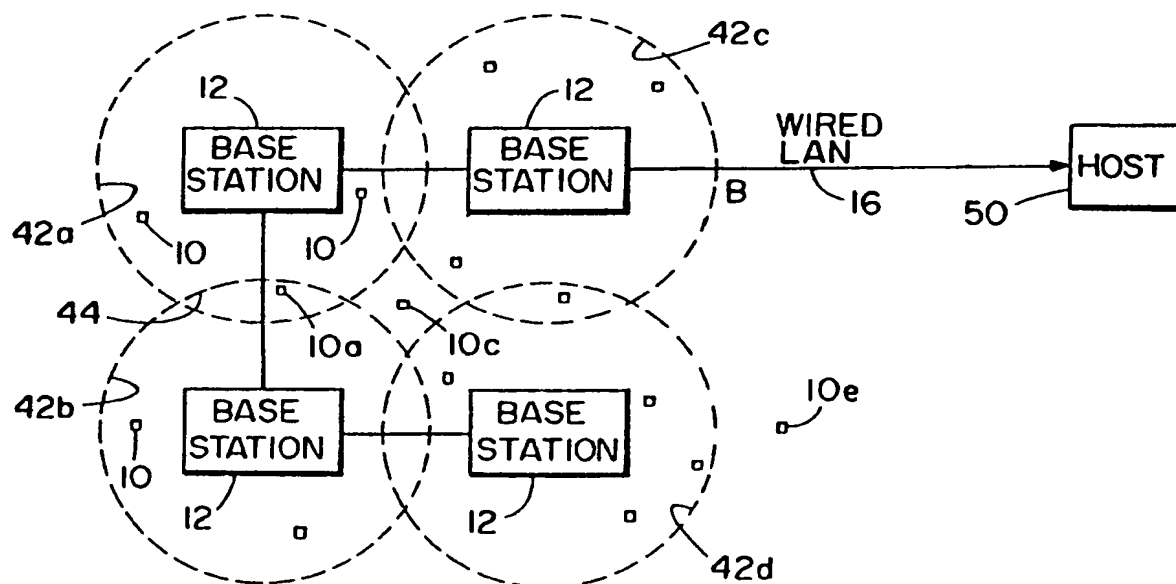 42c
12
12
BASE
STATION
BASE
STATION
WIRED
LAN
HOST
B
16
50
42a
10
10
44
10a
10c
42b
BASE
STATION
BASE
STATION
10e
10
12
12
42d